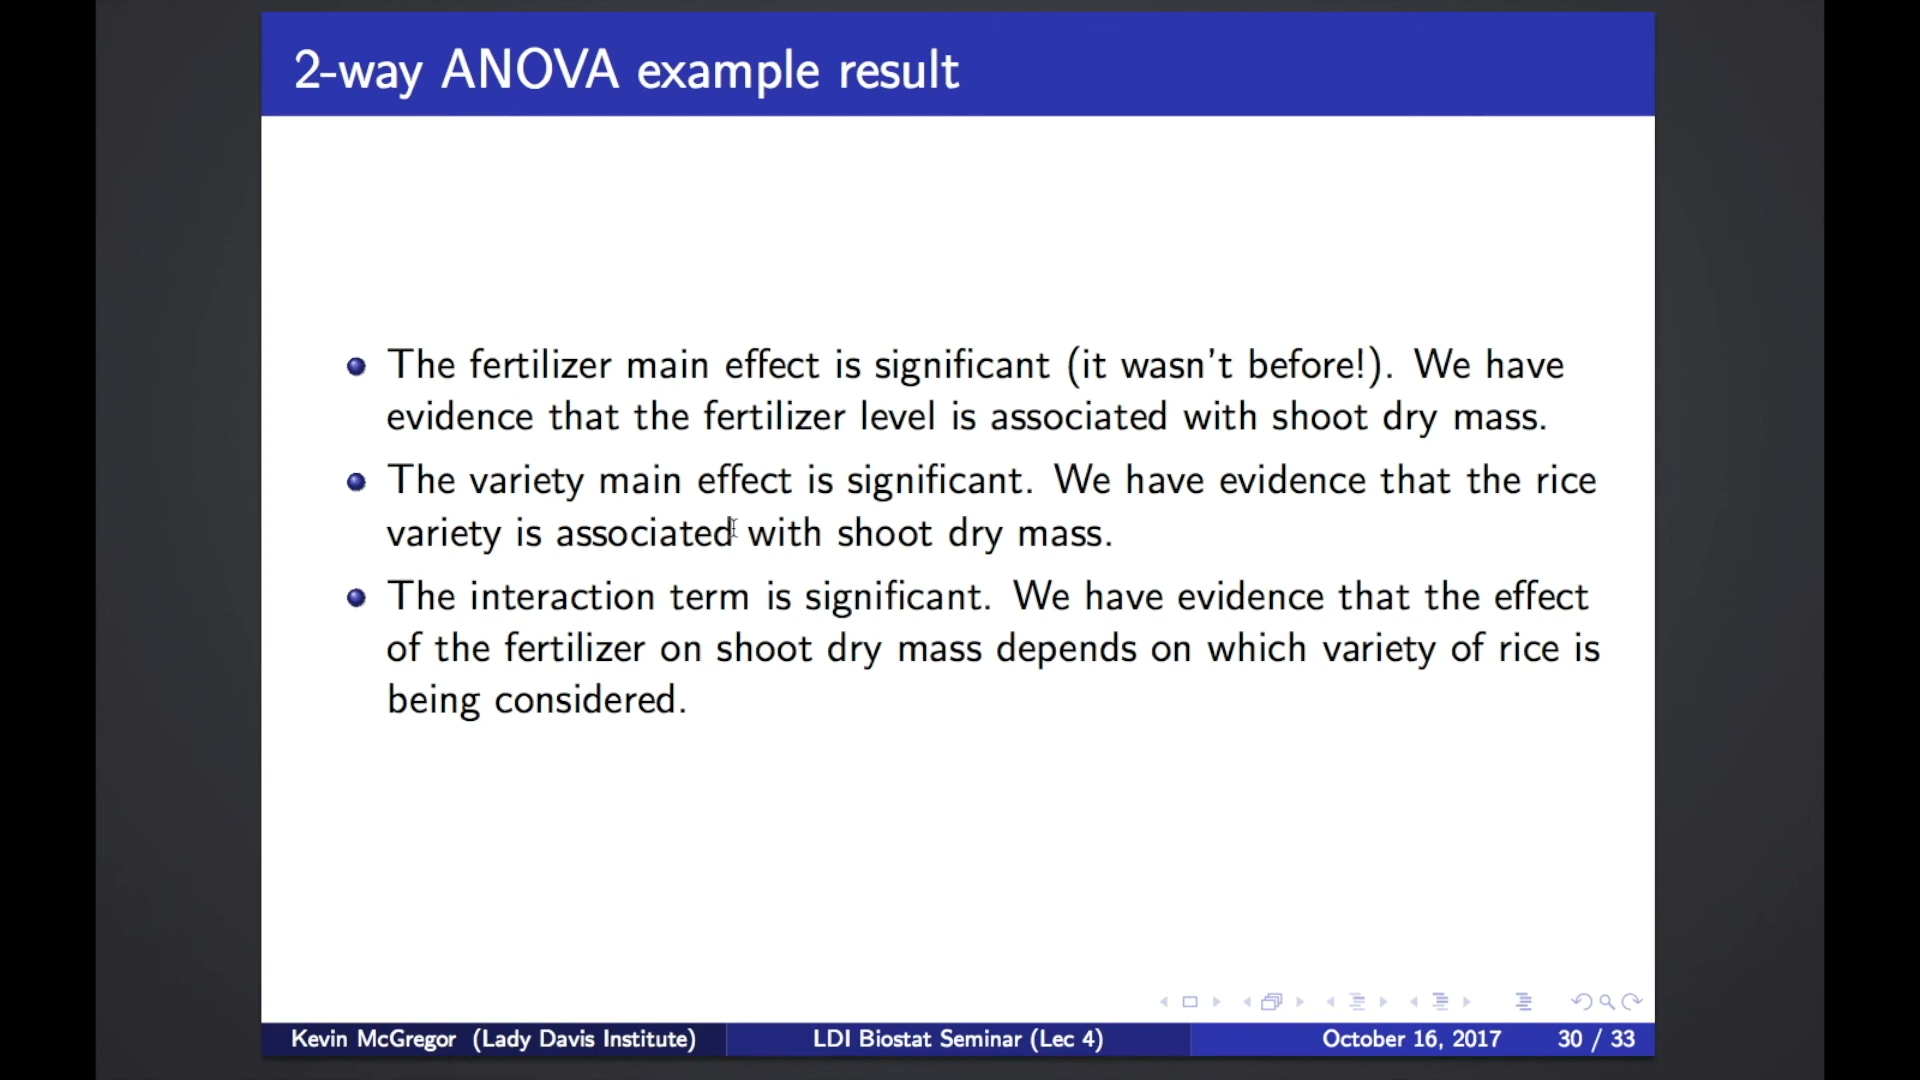 2-way ANOVA example result
The fertilizer main effect is significant (it wasn't before!). We have
evidence that the fertilizer level is associated with shoot dry mass.
The variety main effect is significant. We have evidence that the rice
variety is associated with shoot dry mass.
The interaction term is significant. We have evidence that the effect
of the fertilizer on shoot dry mass depends on which variety of rice is
being considered.
Kevin McGregor (Lady Davis Institute) LDI Biostat Seminar (Lec 4) October 16, 2017 30 / 33